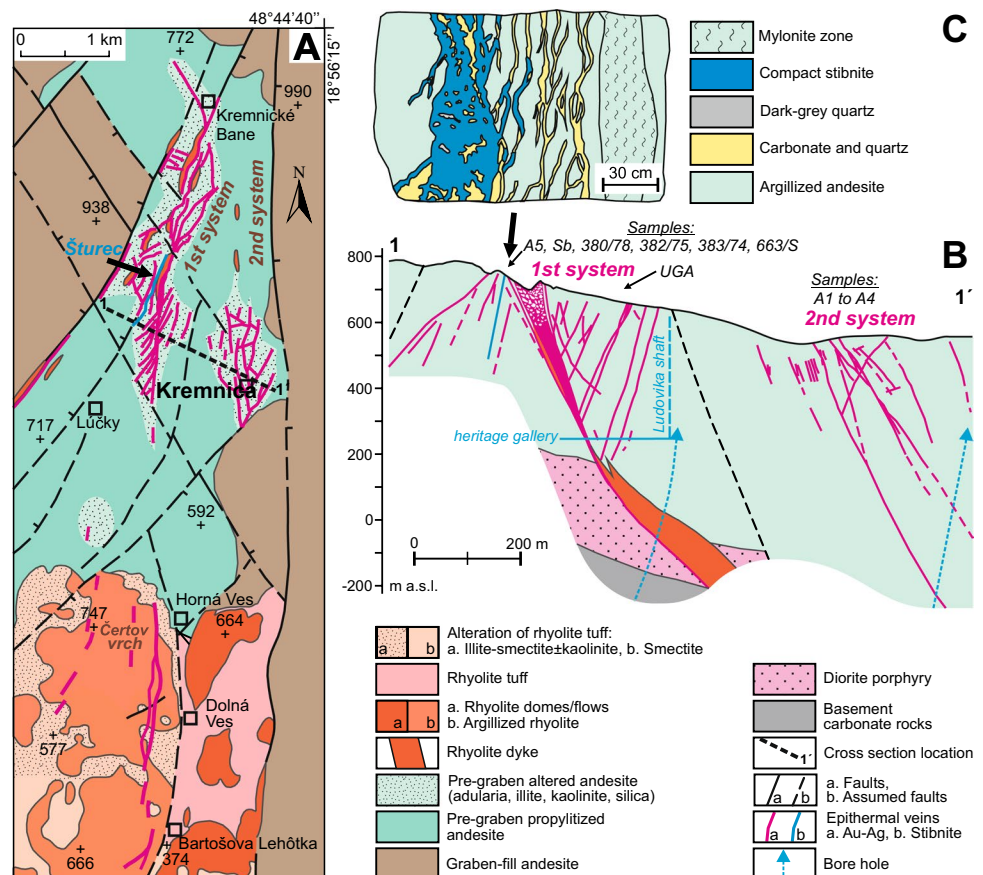 48°44'40''
18°56'15''
A
0
1 km
772
990
Kremnické
Bane
N
938
1st system
2nd system
Šturec
1
Kremnica
1´
Lúčky
717
592
Horná Ves
747
Čertov
vrch
664
Dolná
Ves
577
Bartošova Lehôtka
374
666
C
30 cm
Mylonite zone
Compact stibnite
Dark-grey quartz
Carbonate and quartz
Argillized andesite
B
1
Samples:
A5, Sb, 380/78, 382/75, 383/74, 663/S
1st system
UGA
Samples:
A1 to A4
2nd system
1´
800
600
400
200
0
-200
m a.s.l.
Ludovika shaft
heritage gallery
0
200 m
a
b
Alteration of rhyolite tuff:
a. Illite-smectite±kaolinite, b. Smectite
Rhyolite tuff
a
b
a. Rhyolite domes/flows
b. Argillized rhyolite
Rhyolite dyke
Pre-graben altered andesite
(adularia, illite, kaolinite, silica)
Pre-graben propylitized
andesite
Graben-fill andesite
Diorite porphyry
Basement
carbonate rocks
1´
Cross section location
a
b
a. Faults,
b. Assumed faults
a
b
Epithermal veins
a. Au-Ag, b. Stibnite
Bore hole